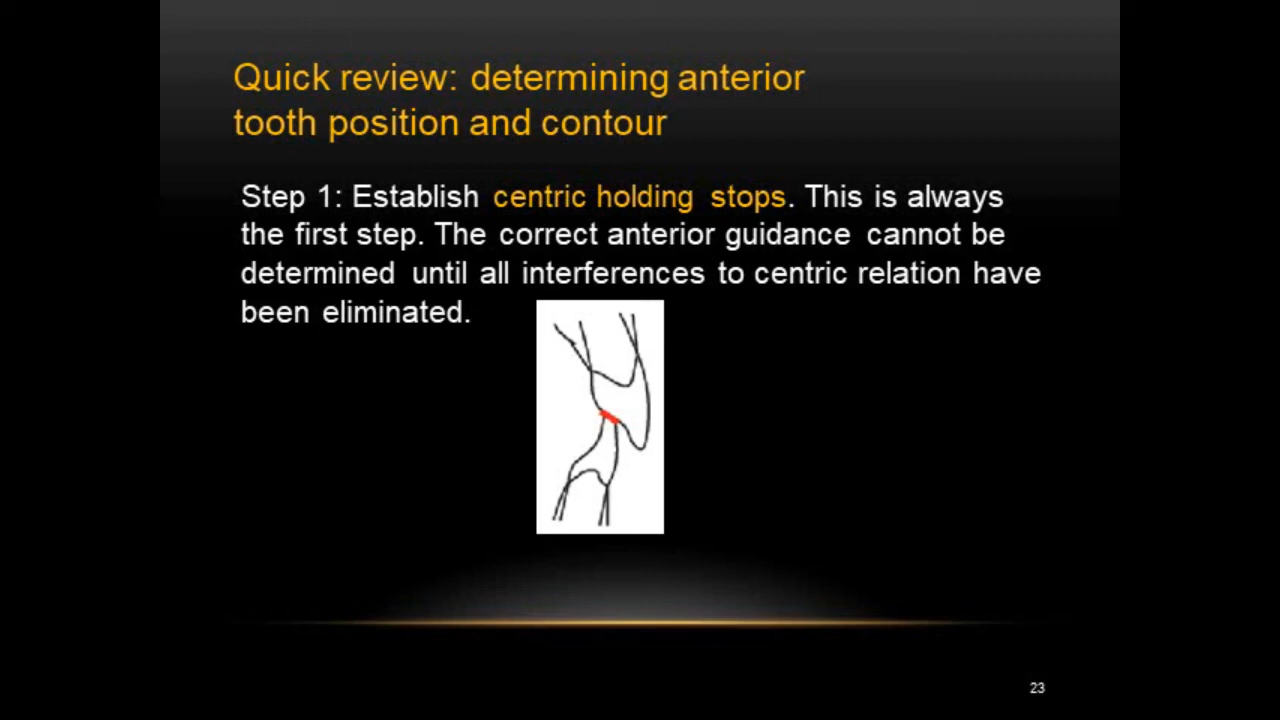 Quick review: determining anterior
tooth position and contour
Step 1: Establish centric holding stops. This is always
the first step. The correct anterior guidance cannot be
determined until all interferences to centric relation have
been eliminated.
23